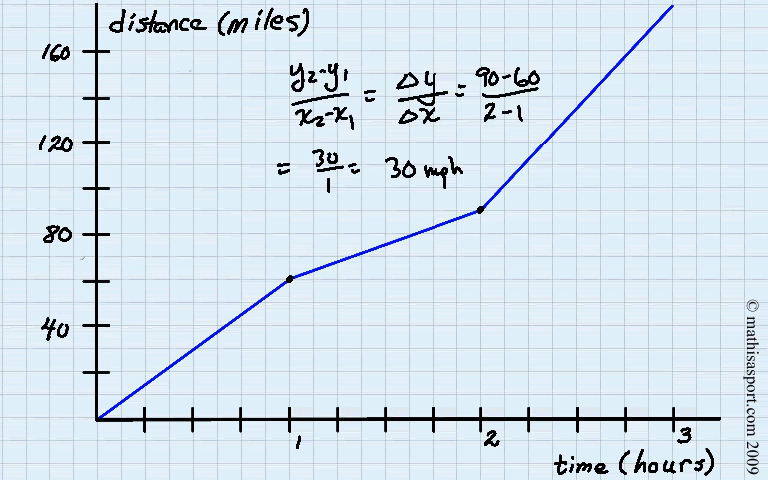 distance (miles)
160
y₂-y₁/x₂-x₁ = Δy/Δx = 90-60/2-1
120
= 30/1 = 30 mph
80
40
1 2 3
time (hours)
© mathisasport.com 2009